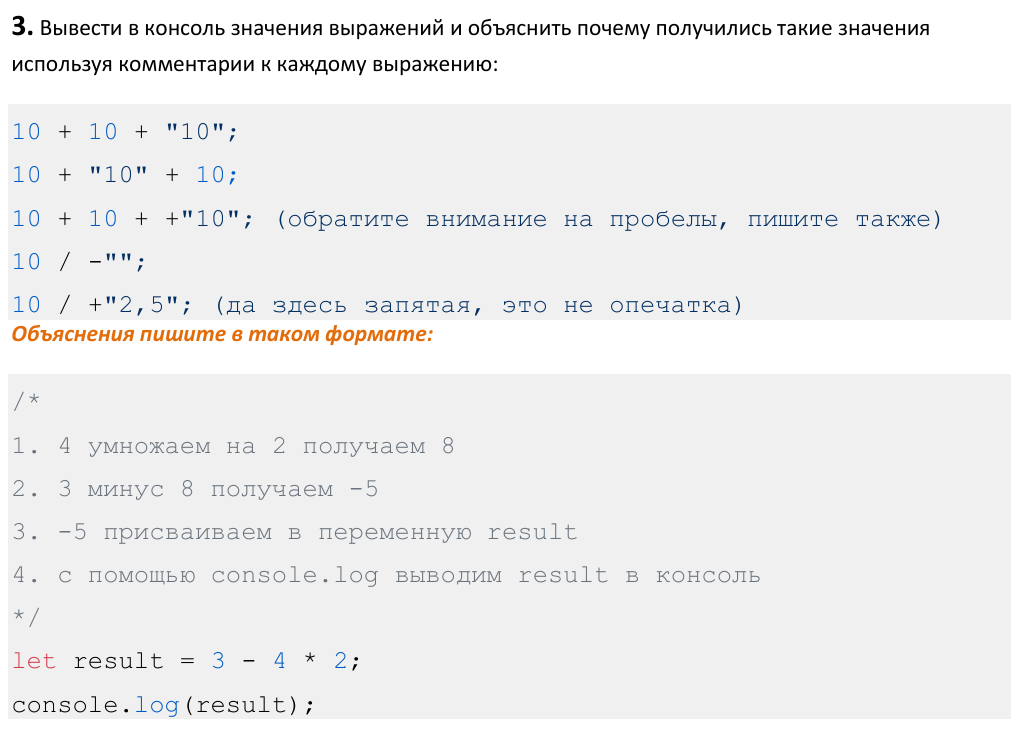 3. Вывести в консоль значения выражений и объяснить почему получились такие значения
используя комментарии к каждому выражению:
10 + 10 + "10";
10 + "10" + 10;
10 + 10 + +"10"; (обратите внимание на пробелы, пишите также)
10 / -"";
10 / +"2,5"; (да здесь запятая, это не опечатка)
Объяснения пишите в таком формате:
/*
1. 4 умножаем на 2 получаем 8
2. 3 минус 8 получаем -5
3. -5 присваиваем в переменную result
4. с помощью console.log выводим result в консоль
*/
let result = 3 - 4 * 2;
console.log(result);